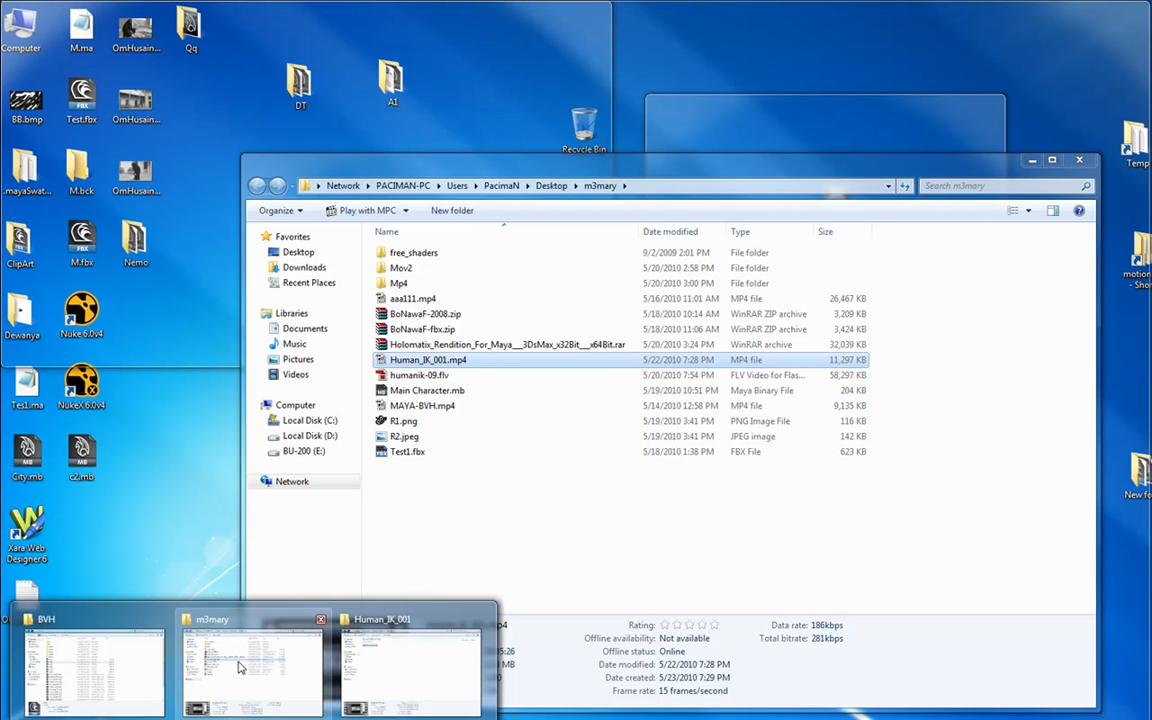 Computer
M.ma
OmHusain...
Qq
DT
A1
BB.bmp
FBX
Test.fbx
OmHusain...
Recycle Bin
.mayaSwat...
M.bck
OmHusain...
Temp
ClipArt
M.fbx
Nemo
motion
- Sho
Dewanya
Nuke 6.0v4
Tes1.ma
NukeX 6.0v4
MB
City.mb
MB
c2.mb
New fo
Xara Web
Designer 6
Network
PACIMAN-PC
Users
PacimaN
Desktop
m3mary
Search m3mary
Organize
Play with MPC
New folder
Favorites
Desktop
Downloads
Recent Places
Libraries
Documents
Music
Pictures
Videos
Computer
Local Disk (C:)
Local Disk (D:)
BU-200 (E:)
Network
Name Date modified Type Size
free_shaders 9/2/2009 2:01 PM File folder
Mov2 5/20/2010 2:58 PM File folder
Mp4 5/20/2010 3:00 PM File folder
aaa111.mp4 5/16/2010 11:01 AM MP4 file 26,467 KB
BoNawaF-2008.zip 5/18/2010 10:14 AM WinRAR ZIP archive 3,209 KB
BoNawaF-fbx.zip 5/18/2010 11:06 AM WinRAR ZIP archive 3,424 KB
Holomatix_Rendition_For_Maya___3DsMax_x32Bit__x64Bit.rar 5/20/2010 3:24 PM WinRAR archive 32,039 KB
Human_IK_001.mp4 5/22/2010 7:28 PM MP4 file 11,297 KB
humanik-09.flv 5/20/2010 7:54 PM FLV Video for Flas... 58,297 KB
Main Character.mb 5/19/2010 10:51 PM Maya Binary File 204 KB
MAYA-BVH.mp4 5/14/2010 12:58 PM MP4 file 9,135 KB
R1.png 5/19/2010 3:41 PM PNG Image File 116 KB
R2.jpeg 5/19/2010 3:41 PM JPEG image 142 KB
Test1.fbx 5/18/2010 1:38 PM FBX File 623 KB
BVH
m3mary
Human_IK_001
Rating:
Data rate: 186kbps
Offline availability: Not available
Total bitrate: 281kbps
Offline status: Online
Date modified: 5/22/2010 7:28 PM
Date created: 5/23/2010 7:29 PM
Frame rate: 15 frames/second